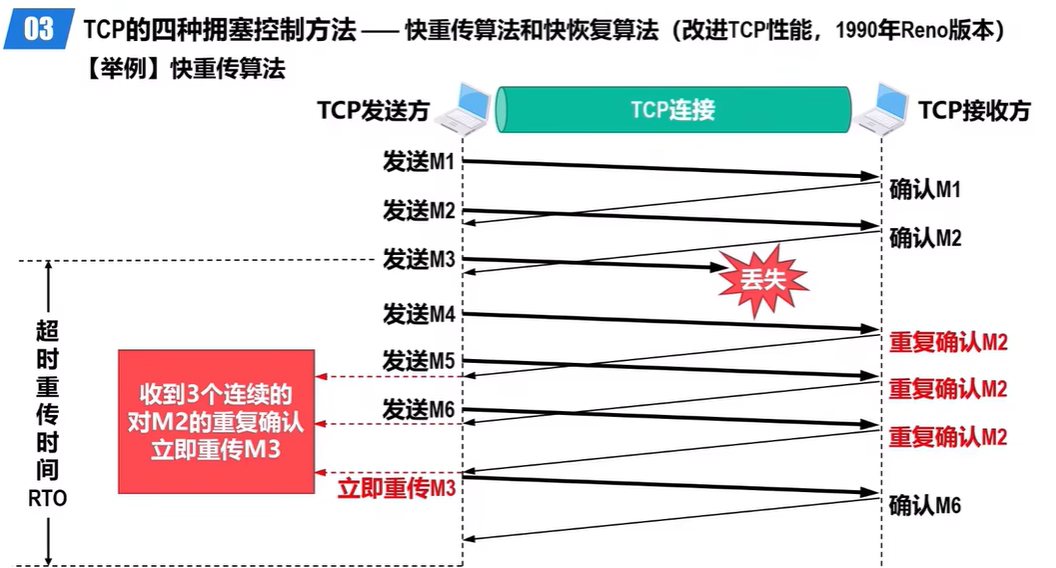 03 TCP的四种拥塞控制方法 —— 快重传算法和快恢复算法（改进TCP性能，1990年Reno版本）
【举例】快重传算法
TCP发送方
TCP连接
TCP接收方
发送M1
确认M1
发送M2
确认M2
发送M3
丢失
发送M4
重复确认M2
发送M5
重复确认M2
发送M6
重复确认M2
收到3个连续的
对M2的重复确认
立即重传M3
立即重传M3
确认M6
超时重传时间
RTO